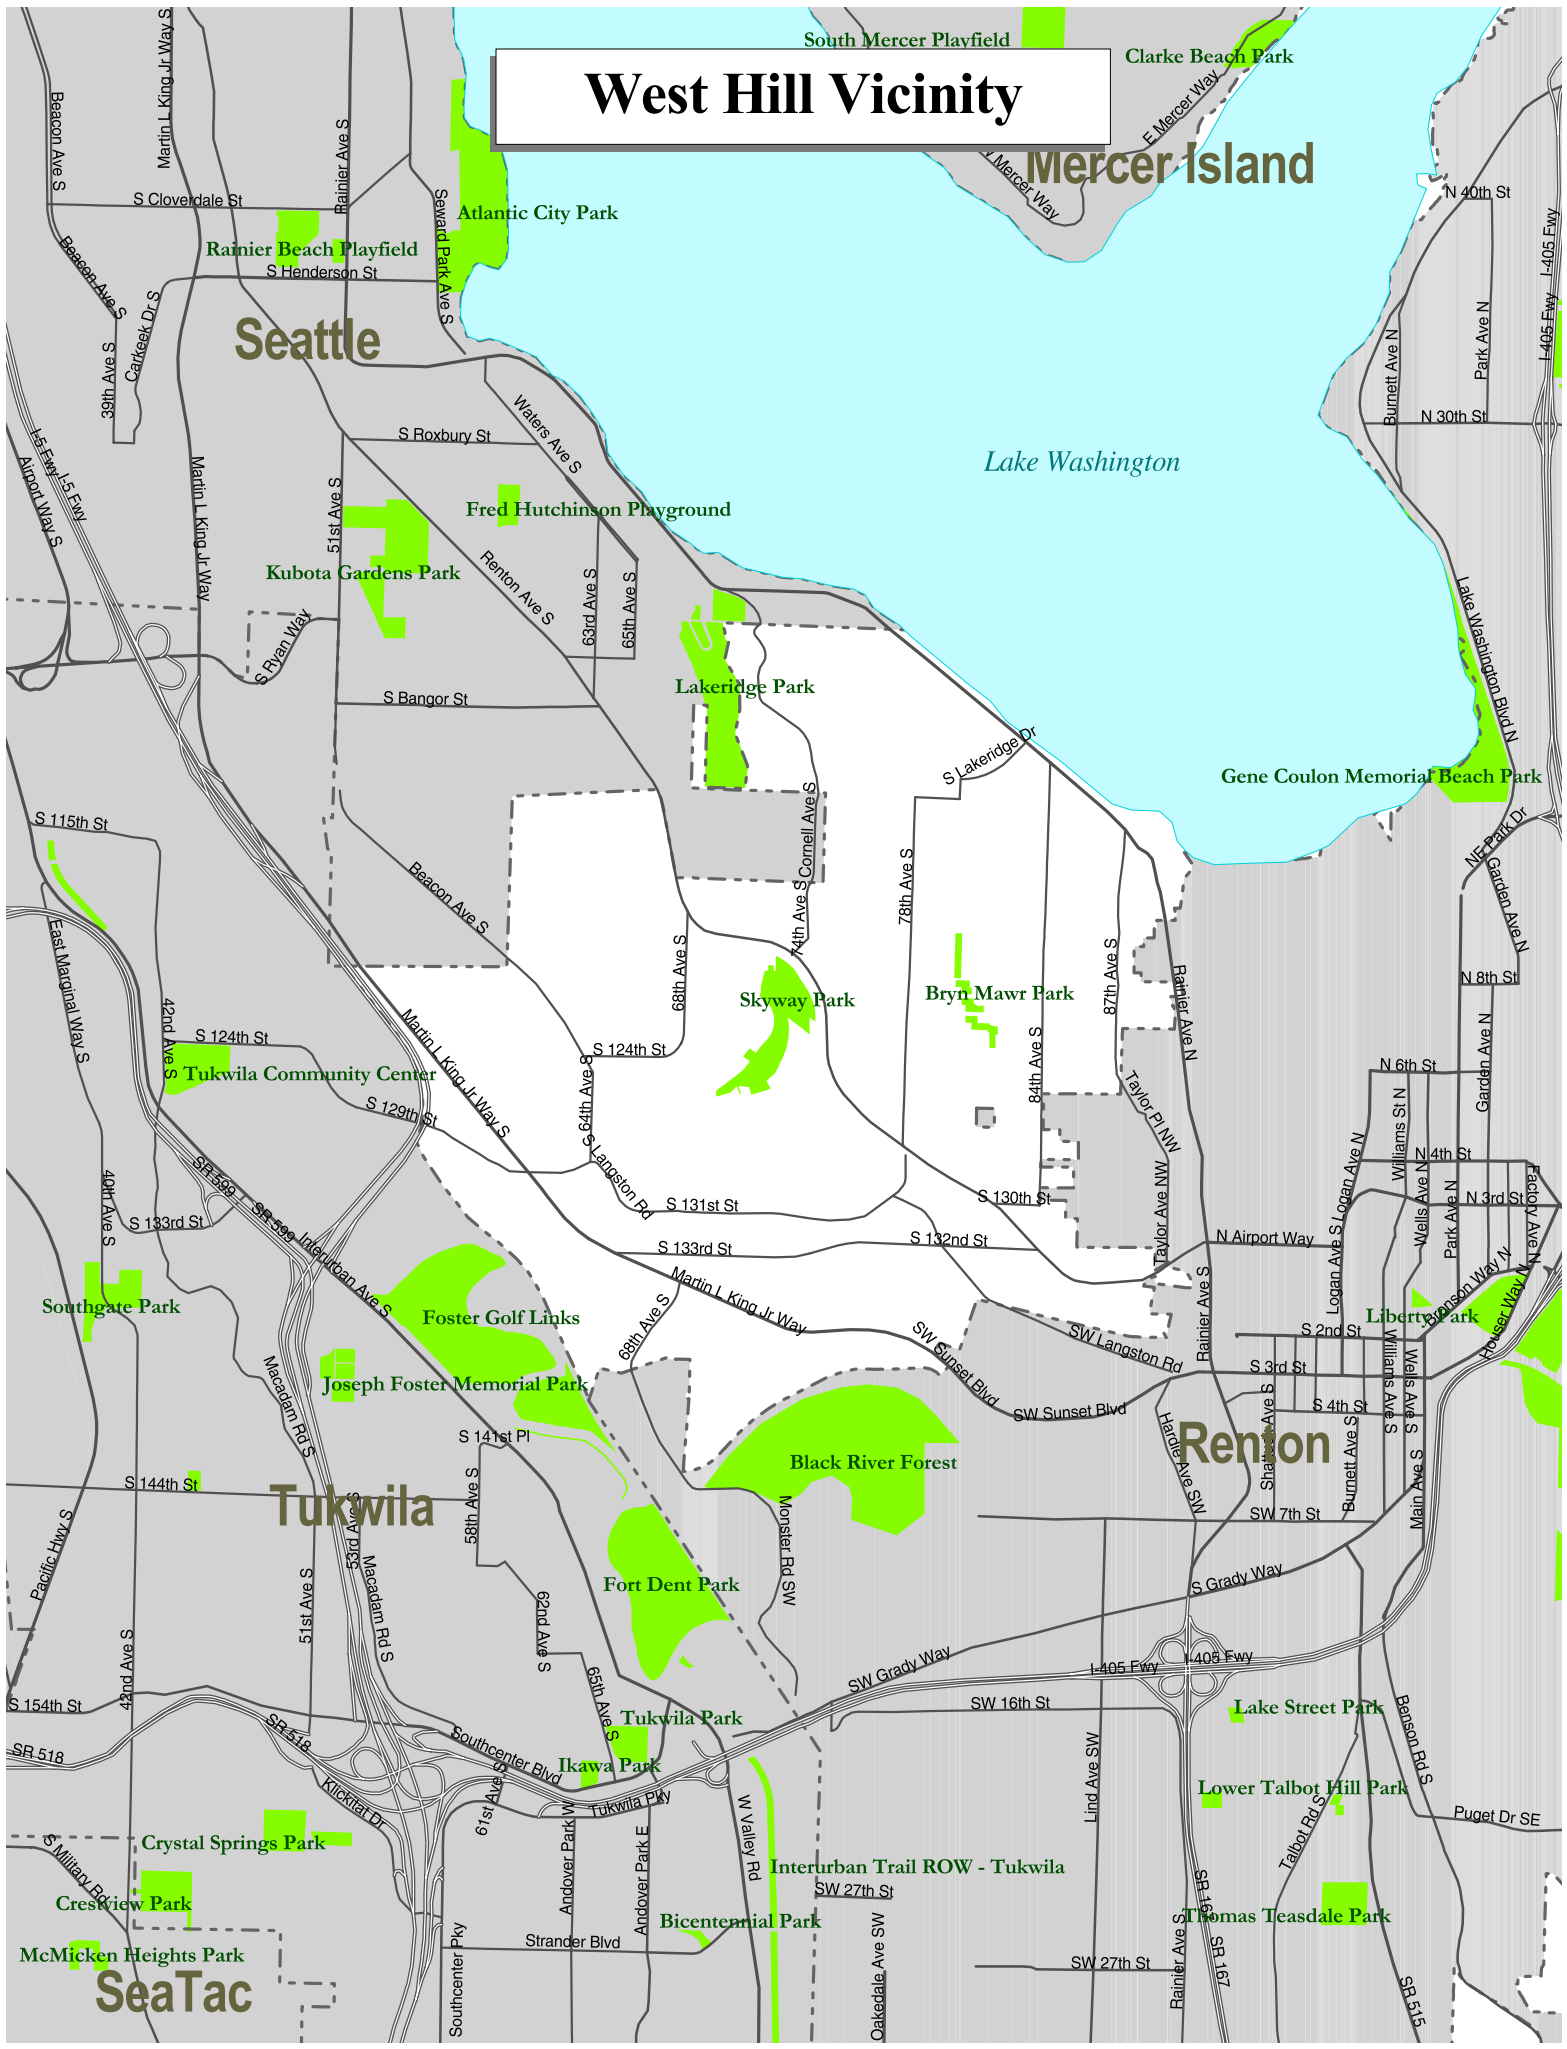 West Hill Vicinity
South Mercer Playfield
Clarke Beach Park
E Mercer Way
W Mercer Way
Mercer Island
Beacon Ave S
Martin L King Jr Way S
Rainier Ave S
S Cloverdale St
Seward Park Ave S
Atlantic City Park
Rainier Beach Playfield
S Henderson St
Beacon Ave S
Carkeek Dr S
39th Ave S
Seattle
N 40th St
I-405 Fwy
I-405 Fwy
Park Ave N
Burnett Ave N
N 30th St
I-5 Fwy
I-5 Fwy
Airport Way S
Martin L King Jr Way
S Roxbury St
Waters Ave S
51st Ave S
Fred Hutchinson Playground
Kubota Gardens Park
Renton Ave S
63rd Ave S
65th Ave S
Lake Washington
S Ryan Way
S Bangor St
Lakeridge Park
Lake Washington Blvd N
S Lakeridge Dr
Gene Coulon Memorial Beach Park
S 115th St
Cornell Ave S
NE Park Dr
Garden Ave N
78th Ave S
Beacon Ave S
74th Ave S
68th Ave S
87th Ave S
East Marginal Way S
42nd Ave S
Skyway Park
Bryn Mawr Park
Rainier Ave N
N 8th St
S 124th St
S 124th St
Tukwila Community Center
Martin L King Jr Way S
64th Ave S
84th Ave S
Taylor Pl NW
N 6th St
Garden Ave N
Williams St N
S 129th St
S Langston Rd
Logan Ave N
N 4th St
Factory Ave N
SR 599
40th Ave S
S 133rd St
SR 599
S 131st St
S 130th St
Taylor Ave NW
Wells Ave N
Park Ave N
N 3rd St
Interurban Ave S
S 133rd St
S 132nd St
N Airport Way
Logan Ave S
Southgate Park
Foster Golf Links
68th Ave S
Martin L King Jr Way
Rainier Ave S
Bronson Way N
Houser Way N
Liberty Park
SW Sunset Blvd
SW Langston Rd
S 2nd St
Williams Ave S
Wells Ave S
S 3rd St
Joseph Foster Memorial Park
Macadam Rd S
SW Sunset Blvd
S 4th St
S 141st Pl
Hardie Ave SW
Renton
Burnett Ave S
Main Ave S
Black River Forest
S 144th St
Tukwila
58th Ave S
53rd Ave S
Monster Rd SW
SW 7th St
Pacific Hwy S
Macadam Rd S
51st Ave S
Fort Dent Park
62nd Ave S
S Grady Way
42nd Ave S
65th Ave S
SW Grady Way
I-405 Fwy
I-405 Fwy
S 154th St
SR 518
SR 518
Tukwila Park
SW 16th St
Lake Street Park
Benson Rd S
Southcenter Blvd
Ikawa Park
Lind Ave SW
Klickitat Dr
61st Ave S
Tukwila Pky
Lower Talbot Hill Park
Talbot Rd S
Puget Dr SE
Crystal Springs Park
S Military Rd
Andover Park W
Andover Park E
W Valley Rd
Interurban Trail ROW - Tukwila
SW 27th St
Crestview Park
Bicentennial Park
Thomas Teasdale Park
McMicken Heights Park
Strander Blvd
SW 27th St
SeaTac
Southcenter Pky
Oakedale Ave SW
Rainier Ave S
SR 167
SR 515